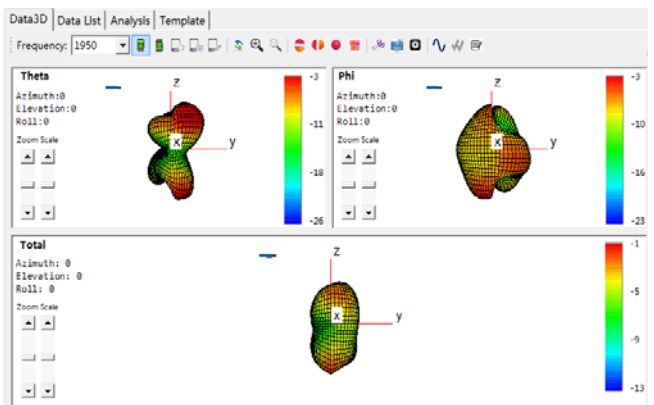 Data3D Data List Analysis Template
Frequency: 1950
Theta
Azimuth:0
Elevation:0
Roll:0
Zoom Scale
z
x
y
-3
-11
-18
-26
Phi
Azimuth:0
Elevation:0
Roll:0
Zoom Scale
z
x
y
-3
-10
-16
-23
Total
Azimuth: 0
Elevation: 0
Roll: 0
Zoom Scale
z
x
y
-1
-5
-9
-13